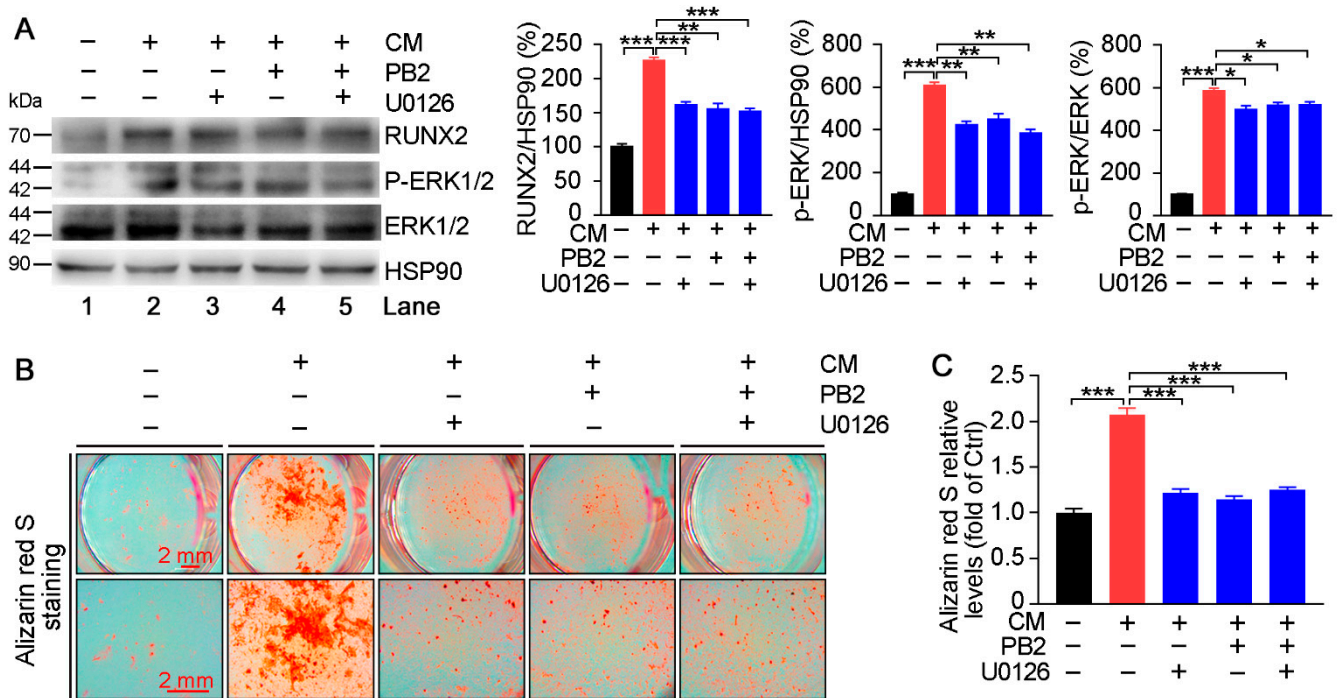 A
– + + + + CM
– – – + + PB2
kDa – – + – + U0126
70 RUNX2
44
42 P-ERK1/2
44
42 ERK1/2
90 HSP90
1 2 3 4 5 Lane
RUNX2/HSP90 (%)
250
200
150
100
50
0
***
**
*** ***
CM – + + + +
PB2 – – – + +
U0126 – – + – +
p-ERK/HSP90 (%)
800
600
400
200
0
**
**
*** **
– + + + +
– – – + +
– – + – +
p-ERK/ERK (%)
800
600
400
200
0
*
*
*** *
CM – + + + +
PB2 – – – + +
U0126 – – + – +
B
– + + + + CM
– – – + + PB2
– – + – + U0126
Alizarin red S
staining
2 mm
2 mm
C
Alizarin red S relative
levels (fold of Ctrl)
2.5
2.0
1.5
1.0
0.5
0
***
***
*** ***
CM – + + + +
PB2 – – – + +
U0126 – – + – +